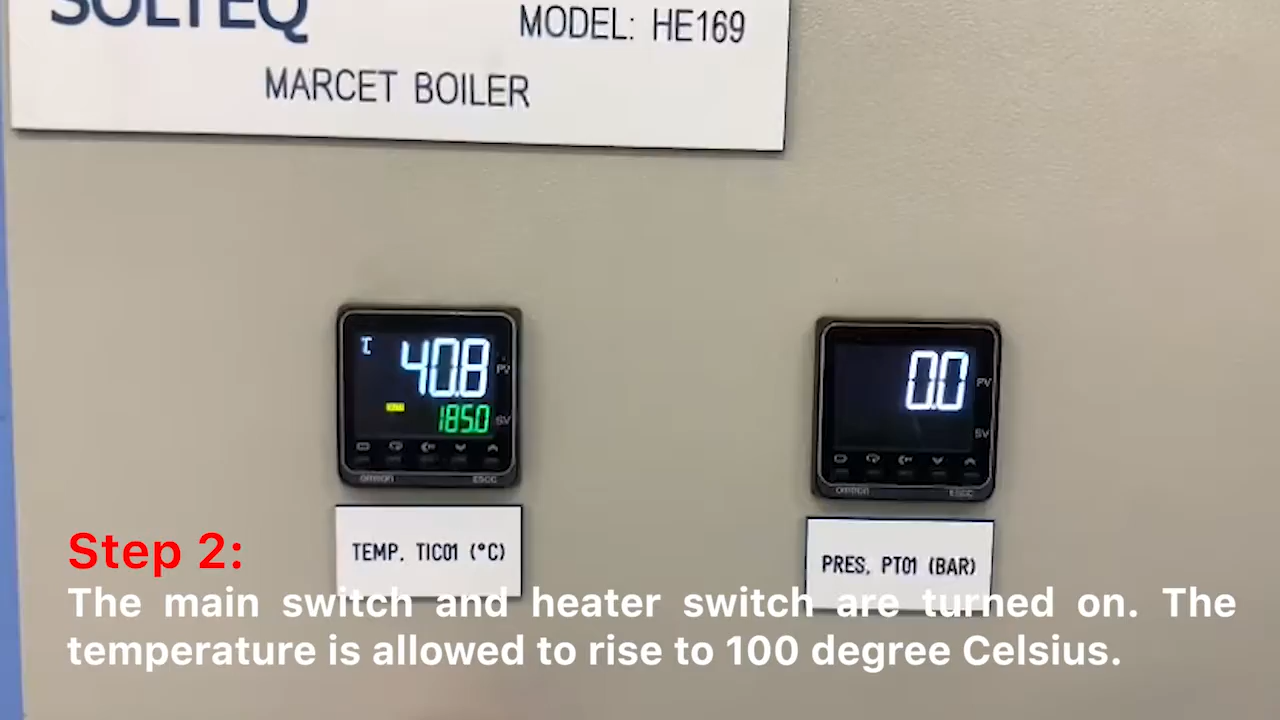 SOLTEQ
MODEL: HE169
MARCET BOILER
40.8
PV
185.0
SV
omron
E5CC
0.0
PV
SV
omron
E5CC
TEMP. TIC01 (°C)
PRES. PT01 (BAR)
Step 2:
The main switch and heater switch are turned on. The
temperature is allowed to rise to 100 degree Celsius.